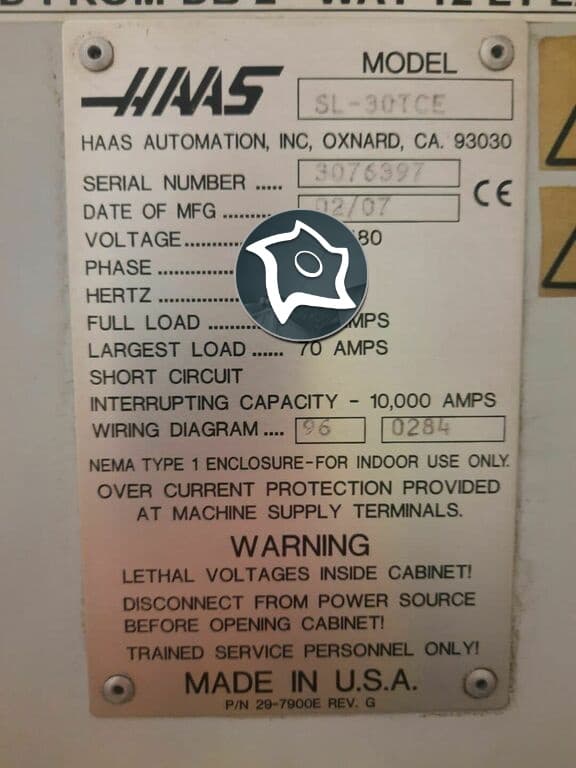 HAAS
MODEL
SL-30TCE
HAAS AUTOMATION, INC, OXNARD, CA. 93030
SERIAL NUMBER ..... 3076397
DATE OF MFG ........ 02/07
CE
VOLTAGE
PHASE
HERTZ
FULL LOAD
LARGEST LOAD ...... 70 AMPS
SHORT CIRCUIT
INTERRUPTING CAPACITY - 10,000 AMPS
WIRING DIAGRAM .... 96 0284
NEMA TYPE 1 ENCLOSURE-FOR INDOOR USE ONLY.
OVER CURRENT PROTECTION PROVIDED
AT MACHINE SUPPLY TERMINALS.
WARNING
LETHAL VOLTAGES INSIDE CABINET!
DISCONNECT FROM POWER SOURCE
BEFORE OPENING CABINET!
TRAINED SERVICE PERSONNEL ONLY!
MADE IN U.S.A.
P/N 29-7900E REV. G